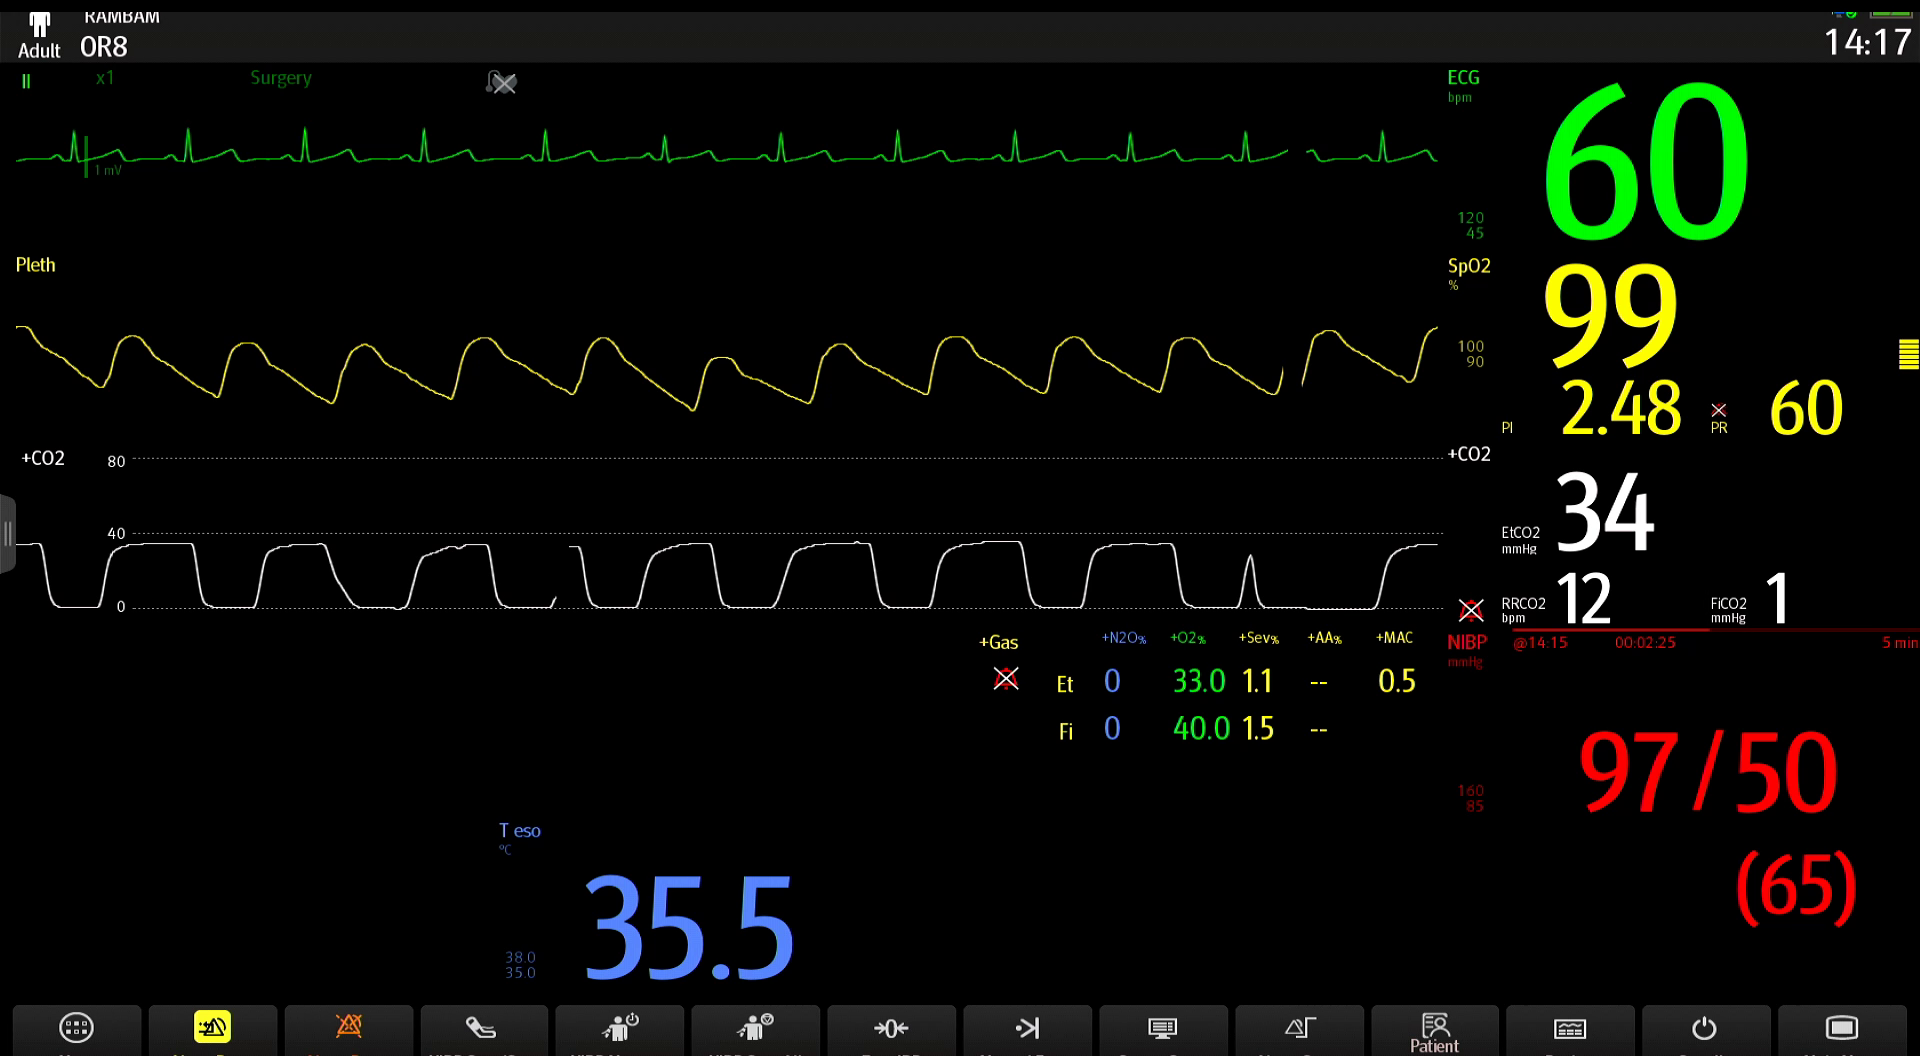 RAMBAM
Adult OR8
14:17
II x1 Surgery
ECG
bpm
60
1 mV
120
45
Pleth
SpO2
%
99
100
90
PI 2.48 PR 60
+CO2 80
+CO2
40
EtCO2
mmHg
34
0
RRCO2
bpm
12
FiCO2
mmHg
1
+Gas +N2O% +O2% +Sev% +AA% +MAC
Et 0 33.0 1.1 -- 0.5
Fi 0 40.0 1.5 --
NIBP @14:15 00:02:25 5 min
mmHg
97/50
160
85
(65)
T eso
°C
35.5
38.0
35.0
Patient